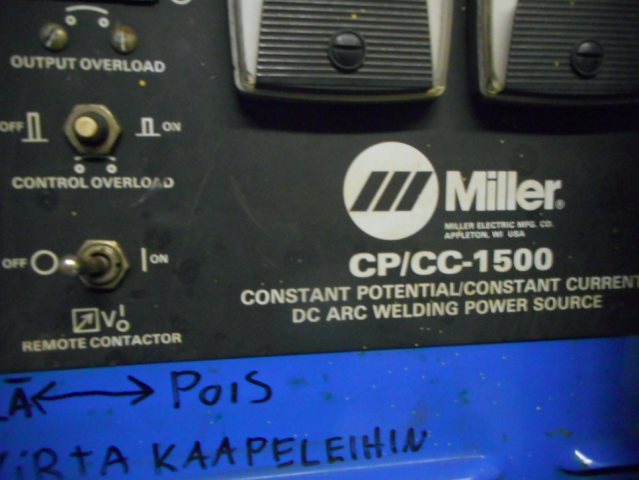 OUTPUT OVERLOAD
OFF ON
CONTROL OVERLOAD
Miller®
MILLER ELECTRIC MFG. CO.
APPLETON, WI USA
OFF ON
CP/CC-1500
CONSTANT POTENTIAL/CONSTANT CURRENT
DC ARC WELDING POWER SOURCE
REMOTE CONTACTOR
POIS
VIRTA KAAPELEIHIN